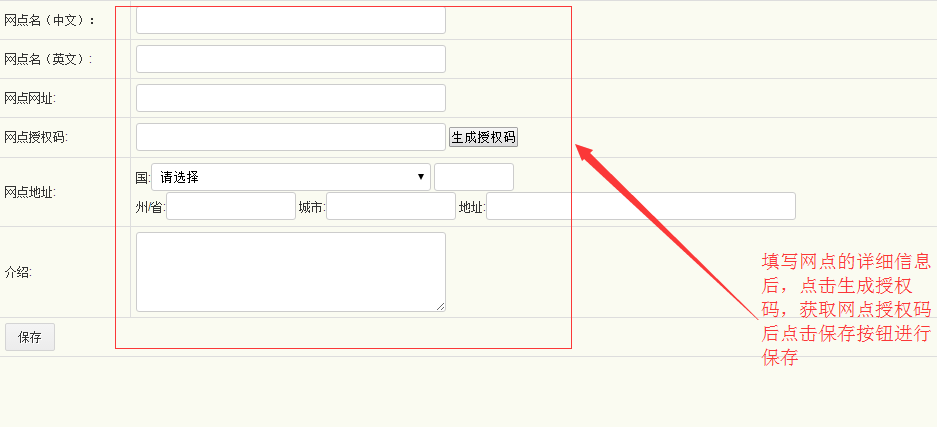 网点名（中文）：
网点名（英文）:
网点网址:
网点授权码:
生成授权码
网点地址:
国:
请选择
州/省:
城市:
地址:
介绍:
保存
填写网点的详细信息
后，点击生成授权
码，获取网点授权码
后点击保存按钮进行
保存